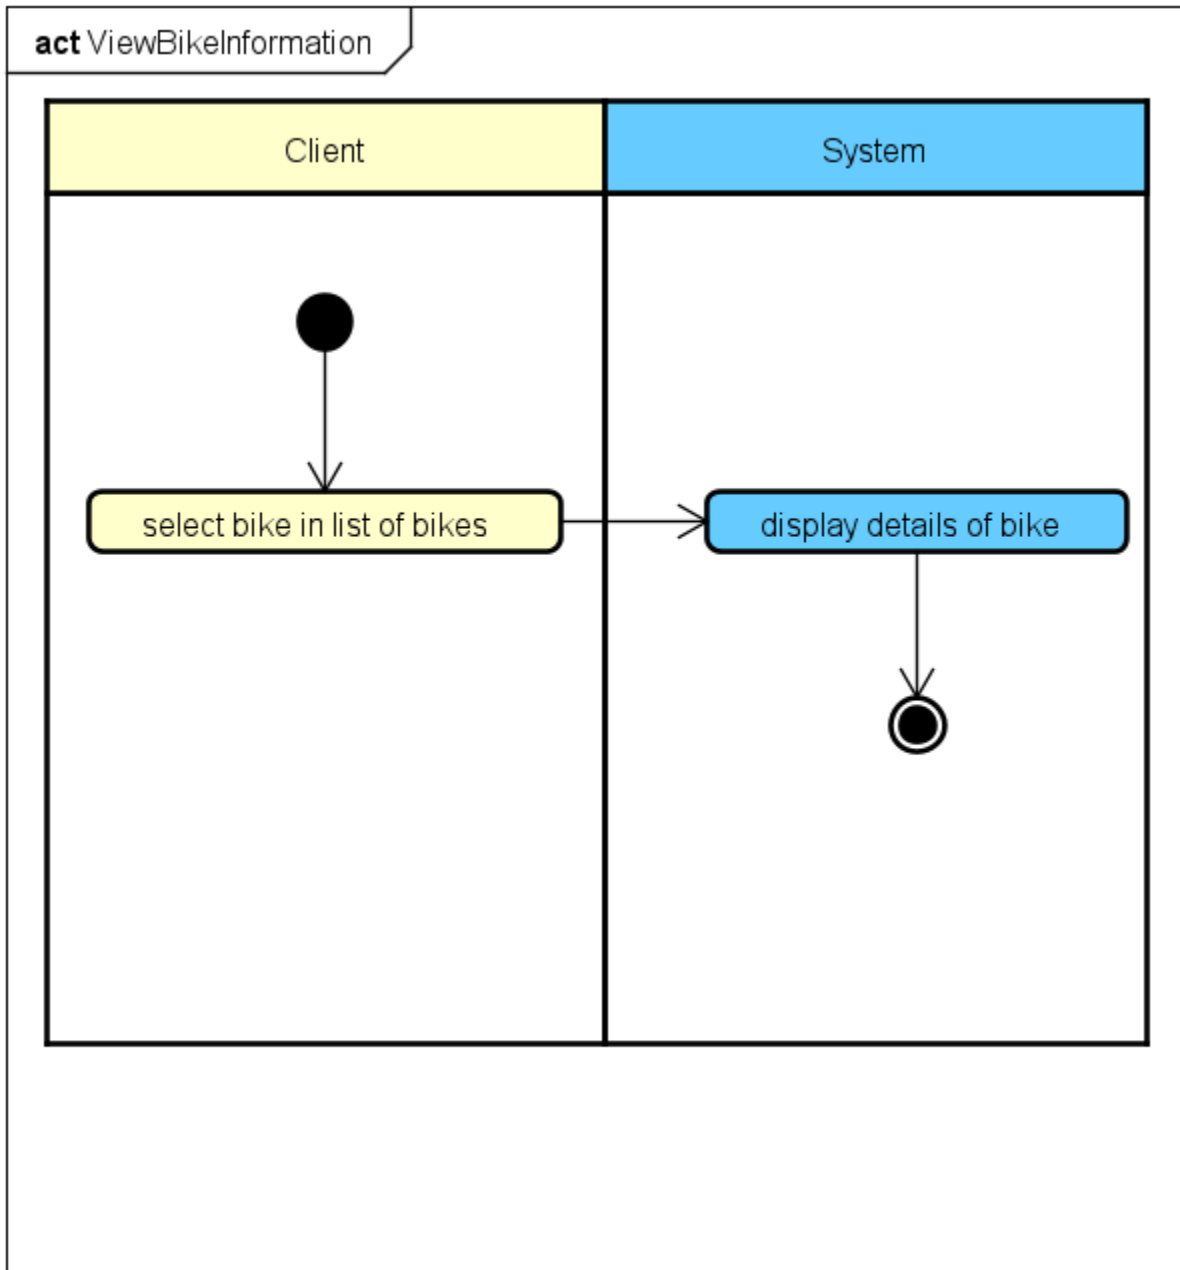 act ViewBikeInformation
Client
System
select bike in list of bikes
display details of bike